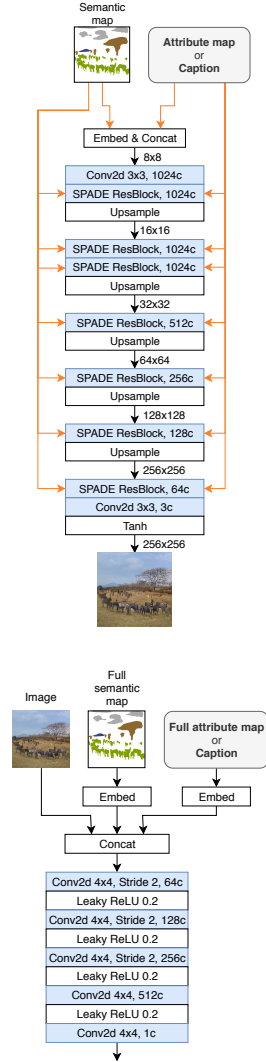 Semantic
map
Attribute map
or
Caption
Embed & Concat
8x8
Conv2d 3x3, 1024c
SPADE ResBlock, 1024c
Upsample
16x16
SPADE ResBlock, 1024c
SPADE ResBlock, 1024c
Upsample
32x32
SPADE ResBlock, 512c
Upsample
64x64
SPADE ResBlock, 256c
Upsample
128x128
SPADE ResBlock, 128c
Upsample
256x256
SPADE ResBlock, 64c
Conv2d 3x3, 3c
Tanh
256x256
Image
Full
semantic
map
Full attribute map
or
Caption
Embed
Embed
Concat
Conv2d 4x4, Stride 2, 64c
Leaky ReLU 0.2
Conv2d 4x4, Stride 2, 128c
Leaky ReLU 0.2
Conv2d 4x4, Stride 2, 256c
Leaky ReLU 0.2
Conv2d 4x4, 512c
Leaky ReLU 0.2
Conv2d 4x4, 1c